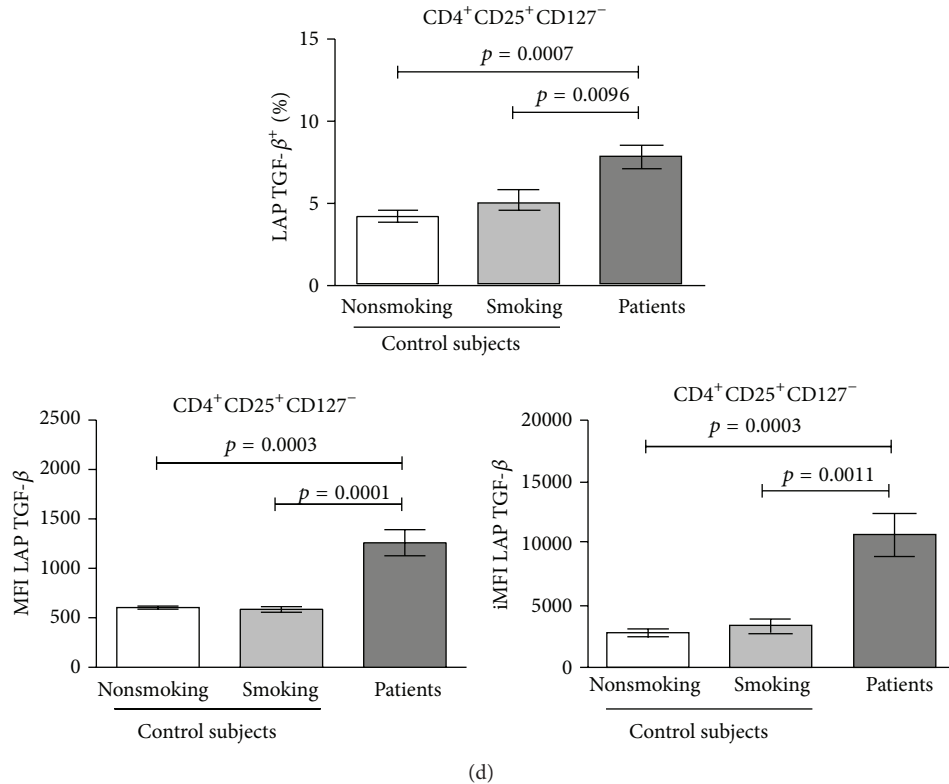 CD4⁺CD25⁺CD127⁻
15
p = 0.0007
p = 0.0096
10
5
0
LAP TGF-β⁺ (%)
Nonsmoking Smoking Patients
Control subjects
CD4⁺CD25⁺CD127⁻
2500
p = 0.0003
2000
p = 0.0001
1500
1000
500
0
MFI LAP TGF-β
Nonsmoking Smoking Patients
Control subjects
CD4⁺CD25⁺CD127⁻
20000
p = 0.0003
15000
p = 0.0011
10000
5000
0
iMFI LAP TGF-β
Nonsmoking Smoking Patients
Control subjects
(d)